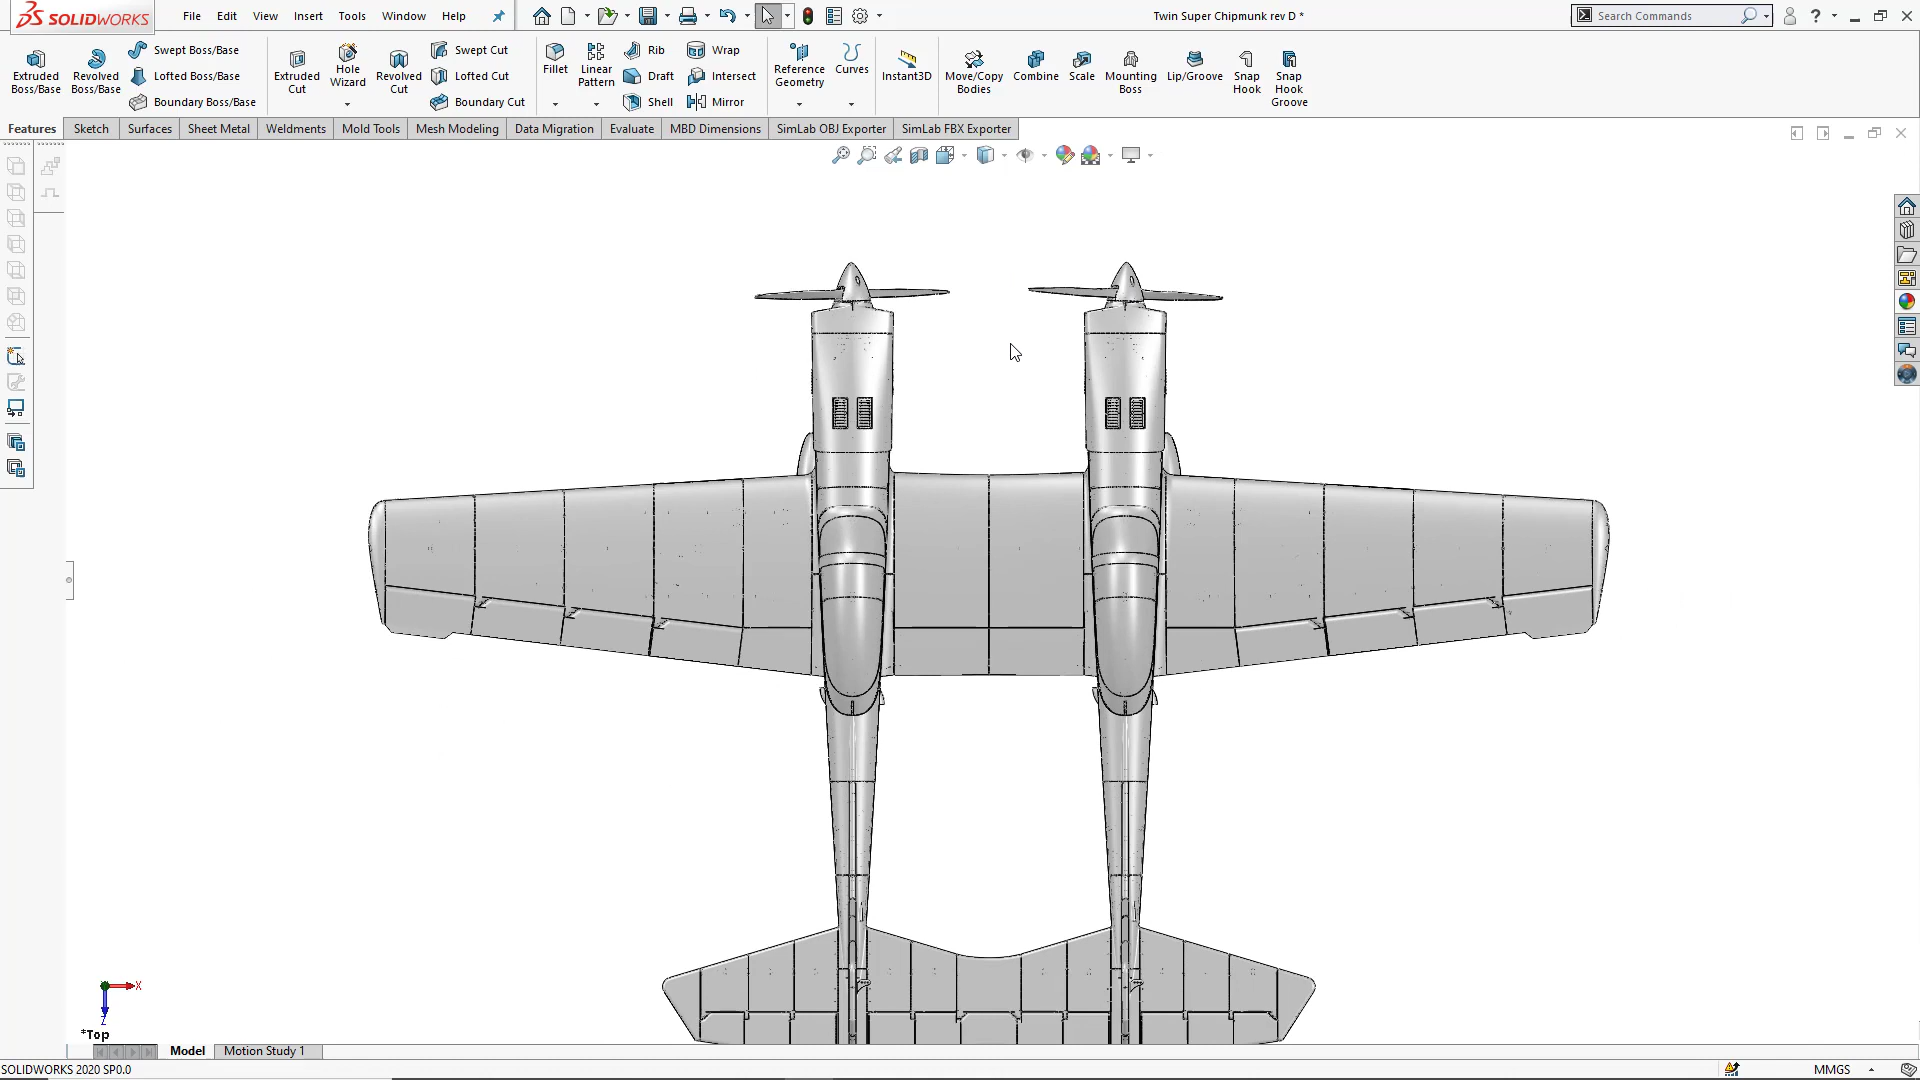 SOLIDWORKS
File Edit View Insert Tools Window Help
Twin Super Chipmunk rev D *
Search Commands
Extruded Boss/Base
Revolved Boss/Base
Swept Boss/Base
Lofted Boss/Base
Boundary Boss/Base
Extruded Cut
Hole Wizard
Revolved Cut
Swept Cut
Lofted Cut
Boundary Cut
Fillet
Linear Pattern
Rib
Draft
Shell
Wrap
Intersect
Mirror
Reference Geometry
Curves
Instant3D
Move/Copy Bodies
Combine
Scale
Mounting Boss
Lip/Groove
Snap Hook
Snap Hook Groove
Features Sketch Surfaces Sheet Metal Weldments Mold Tools Mesh Modeling Data Migration Evaluate MBD Dimensions SimLab OBJ Exporter SimLab FBX Exporter
X
Z
*Top
Model Motion Study 1
SOLIDWORKS 2020 SP0.0
MMGS